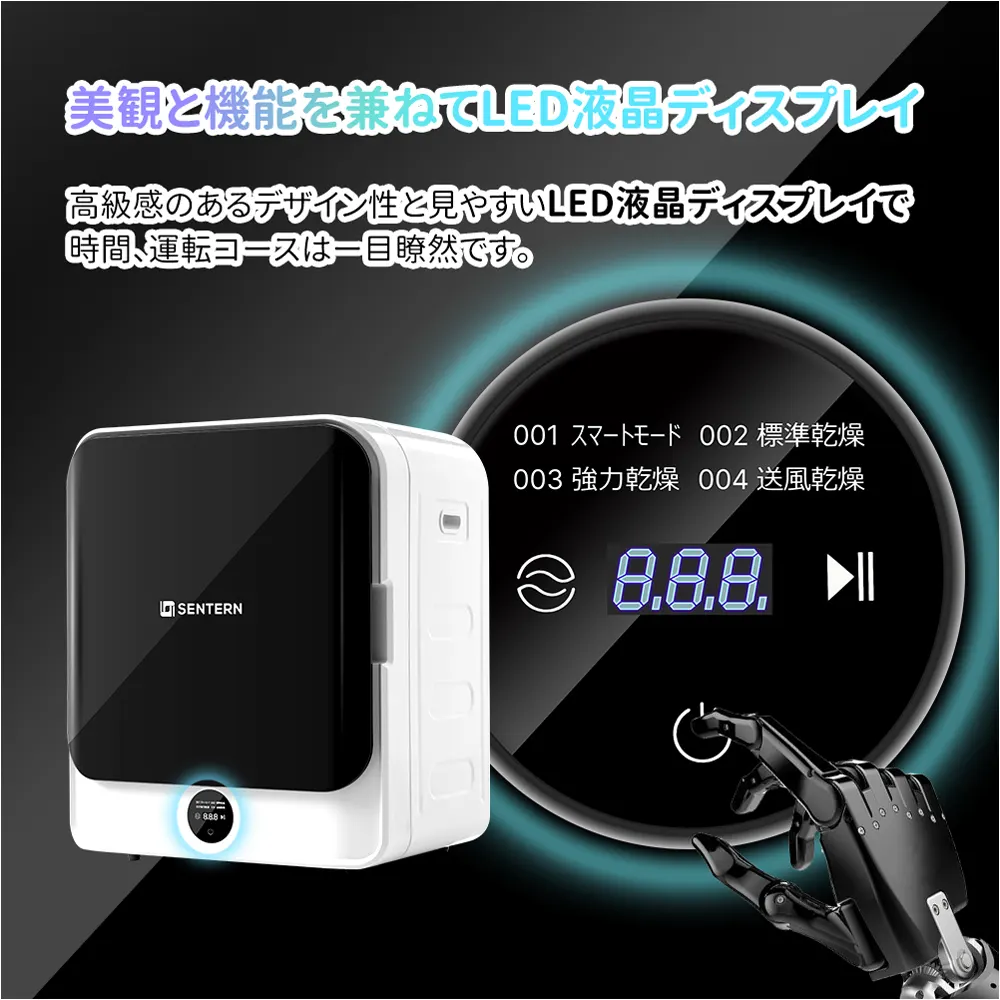 美観と機能を兼ねてLED液晶ディスプレイ
高級感のあるデザイン性と見やすいLED液晶ディスプレイで
時間、運転コースは一目瞭然です。
001 スマートモード 002 標準乾燥
003 強力乾燥 004 送風乾燥
8.8.8.
SENTERN
8.8.8